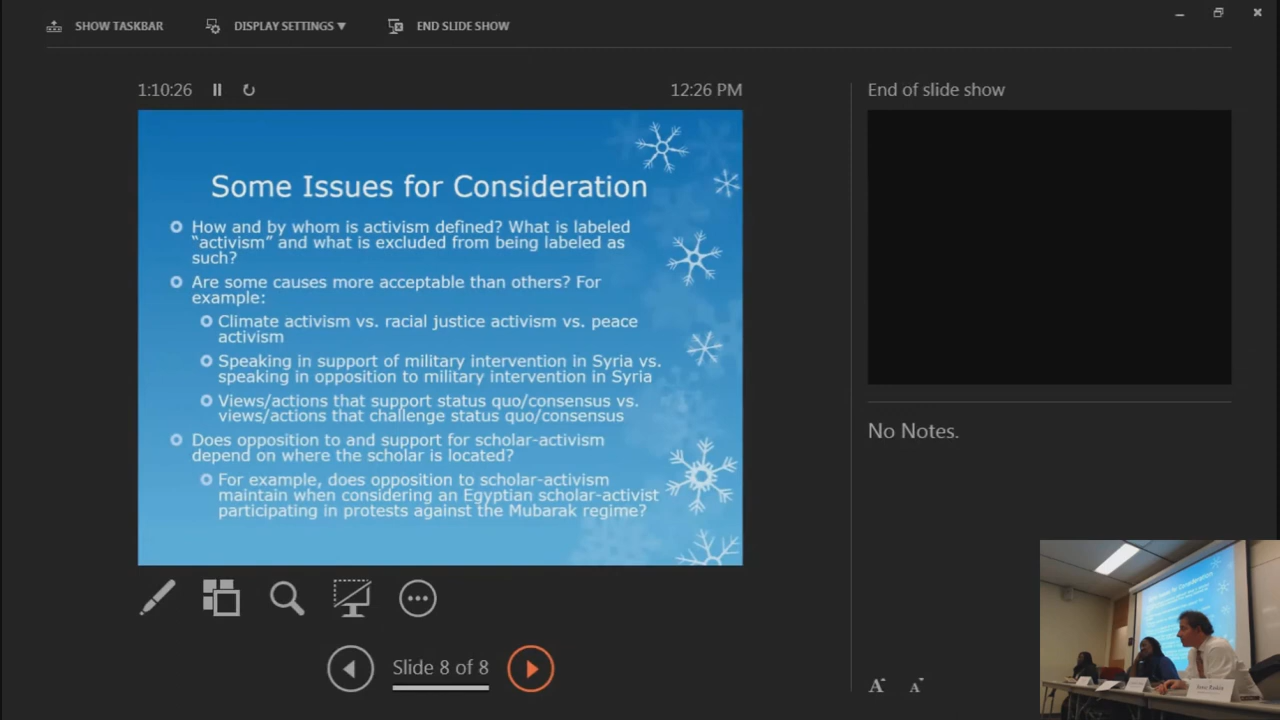 SHOW TASKBAR
DISPLAY SETTINGS ▼
END SLIDE SHOW
1:10:26
12:26 PM
Some Issues for Consideration
How and by whom is activism defined? What is labeled
“activism” and what is excluded from being labeled as
such?
Are some causes more acceptable than others? For
example:
Climate activism vs. racial justice activism vs. peace
activism
Speaking in support of military intervention in Syria vs.
speaking in opposition to military intervention in Syria
Views/actions that support status quo/consensus vs.
views/actions that challenge status quo/consensus
Does opposition to and support for scholar-activism
depend on where the scholar is located?
For example, does opposition to scholar-activism
maintain when considering an Egyptian scholar-activist
participating in protests against the Mubarak regime?
Slide 8 of 8
End of slide show
No Notes.
A A
Some Issues for Consideration